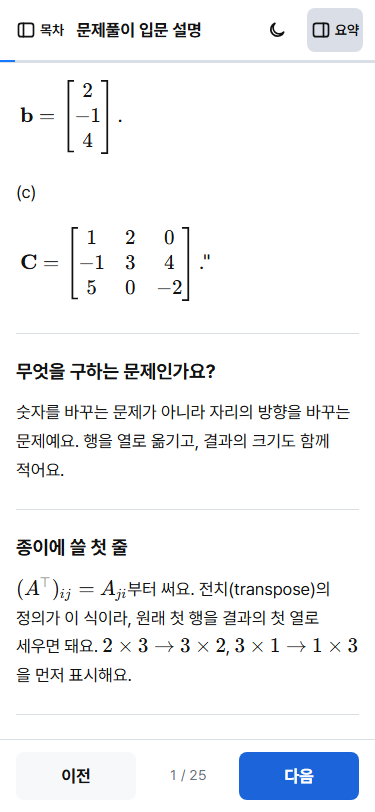 목차 문제풀이 입문 설명 요약
b = [2
−1
4].
(c)
C = [1 2 0
−1 3 4
5 0 −2]."
무엇을 구하는 문제인가요?
숫자를 바꾸는 문제가 아니라 자리의 방향을 바꾸는
문제예요. 행을 열로 옮기고, 결과의 크기도 함께
적어요.
종이에 쓸 첫 줄
(A⊤)ij = Aji부터 써요. 전치(transpose)의
정의가 이 식이라, 원래 첫 행을 결과의 첫 열로
세우면 돼요. 2 × 3 → 3 × 2, 3 × 1 → 1 × 3
을 먼저 표시해요.
이전 1 / 25 다음